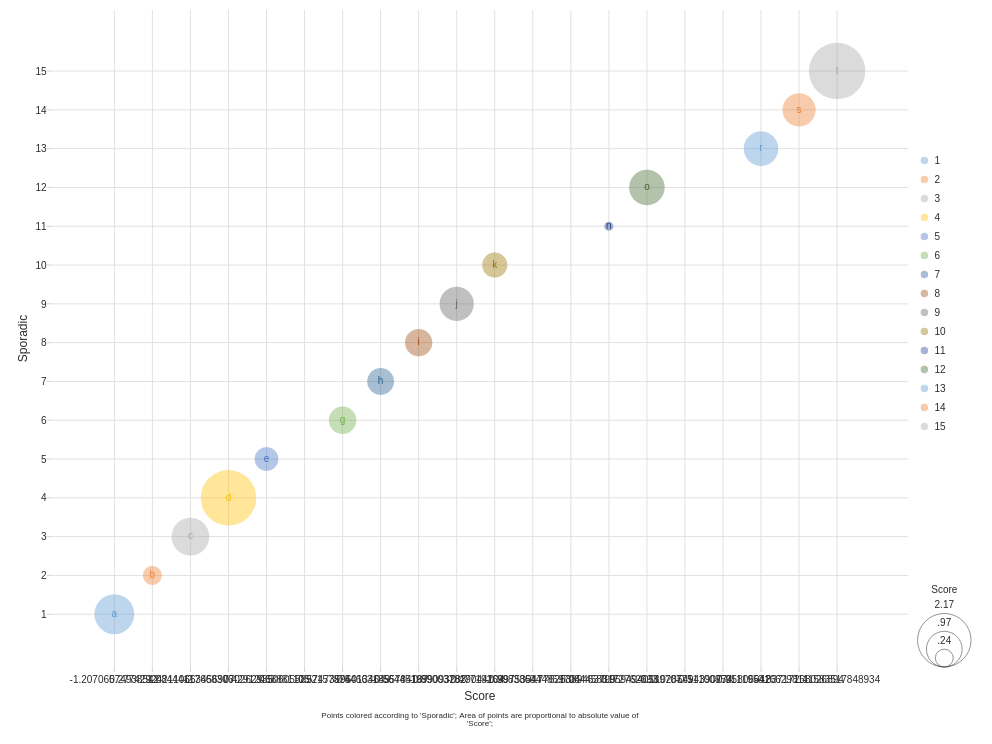 t
15
s
14
r
13
o
12
n
11
k
10
j
9
i
8
h
7
g
6
e
5
d
4
c
3
b
2
a
1
Sporadic
Score
1
2
3
4
5
6
7
8
9
10
11
12
13
14
15
Score
2.17
.97
.24
Points colored according to 'Sporadic'; Area of points are proportional to absolute value of
'Score';